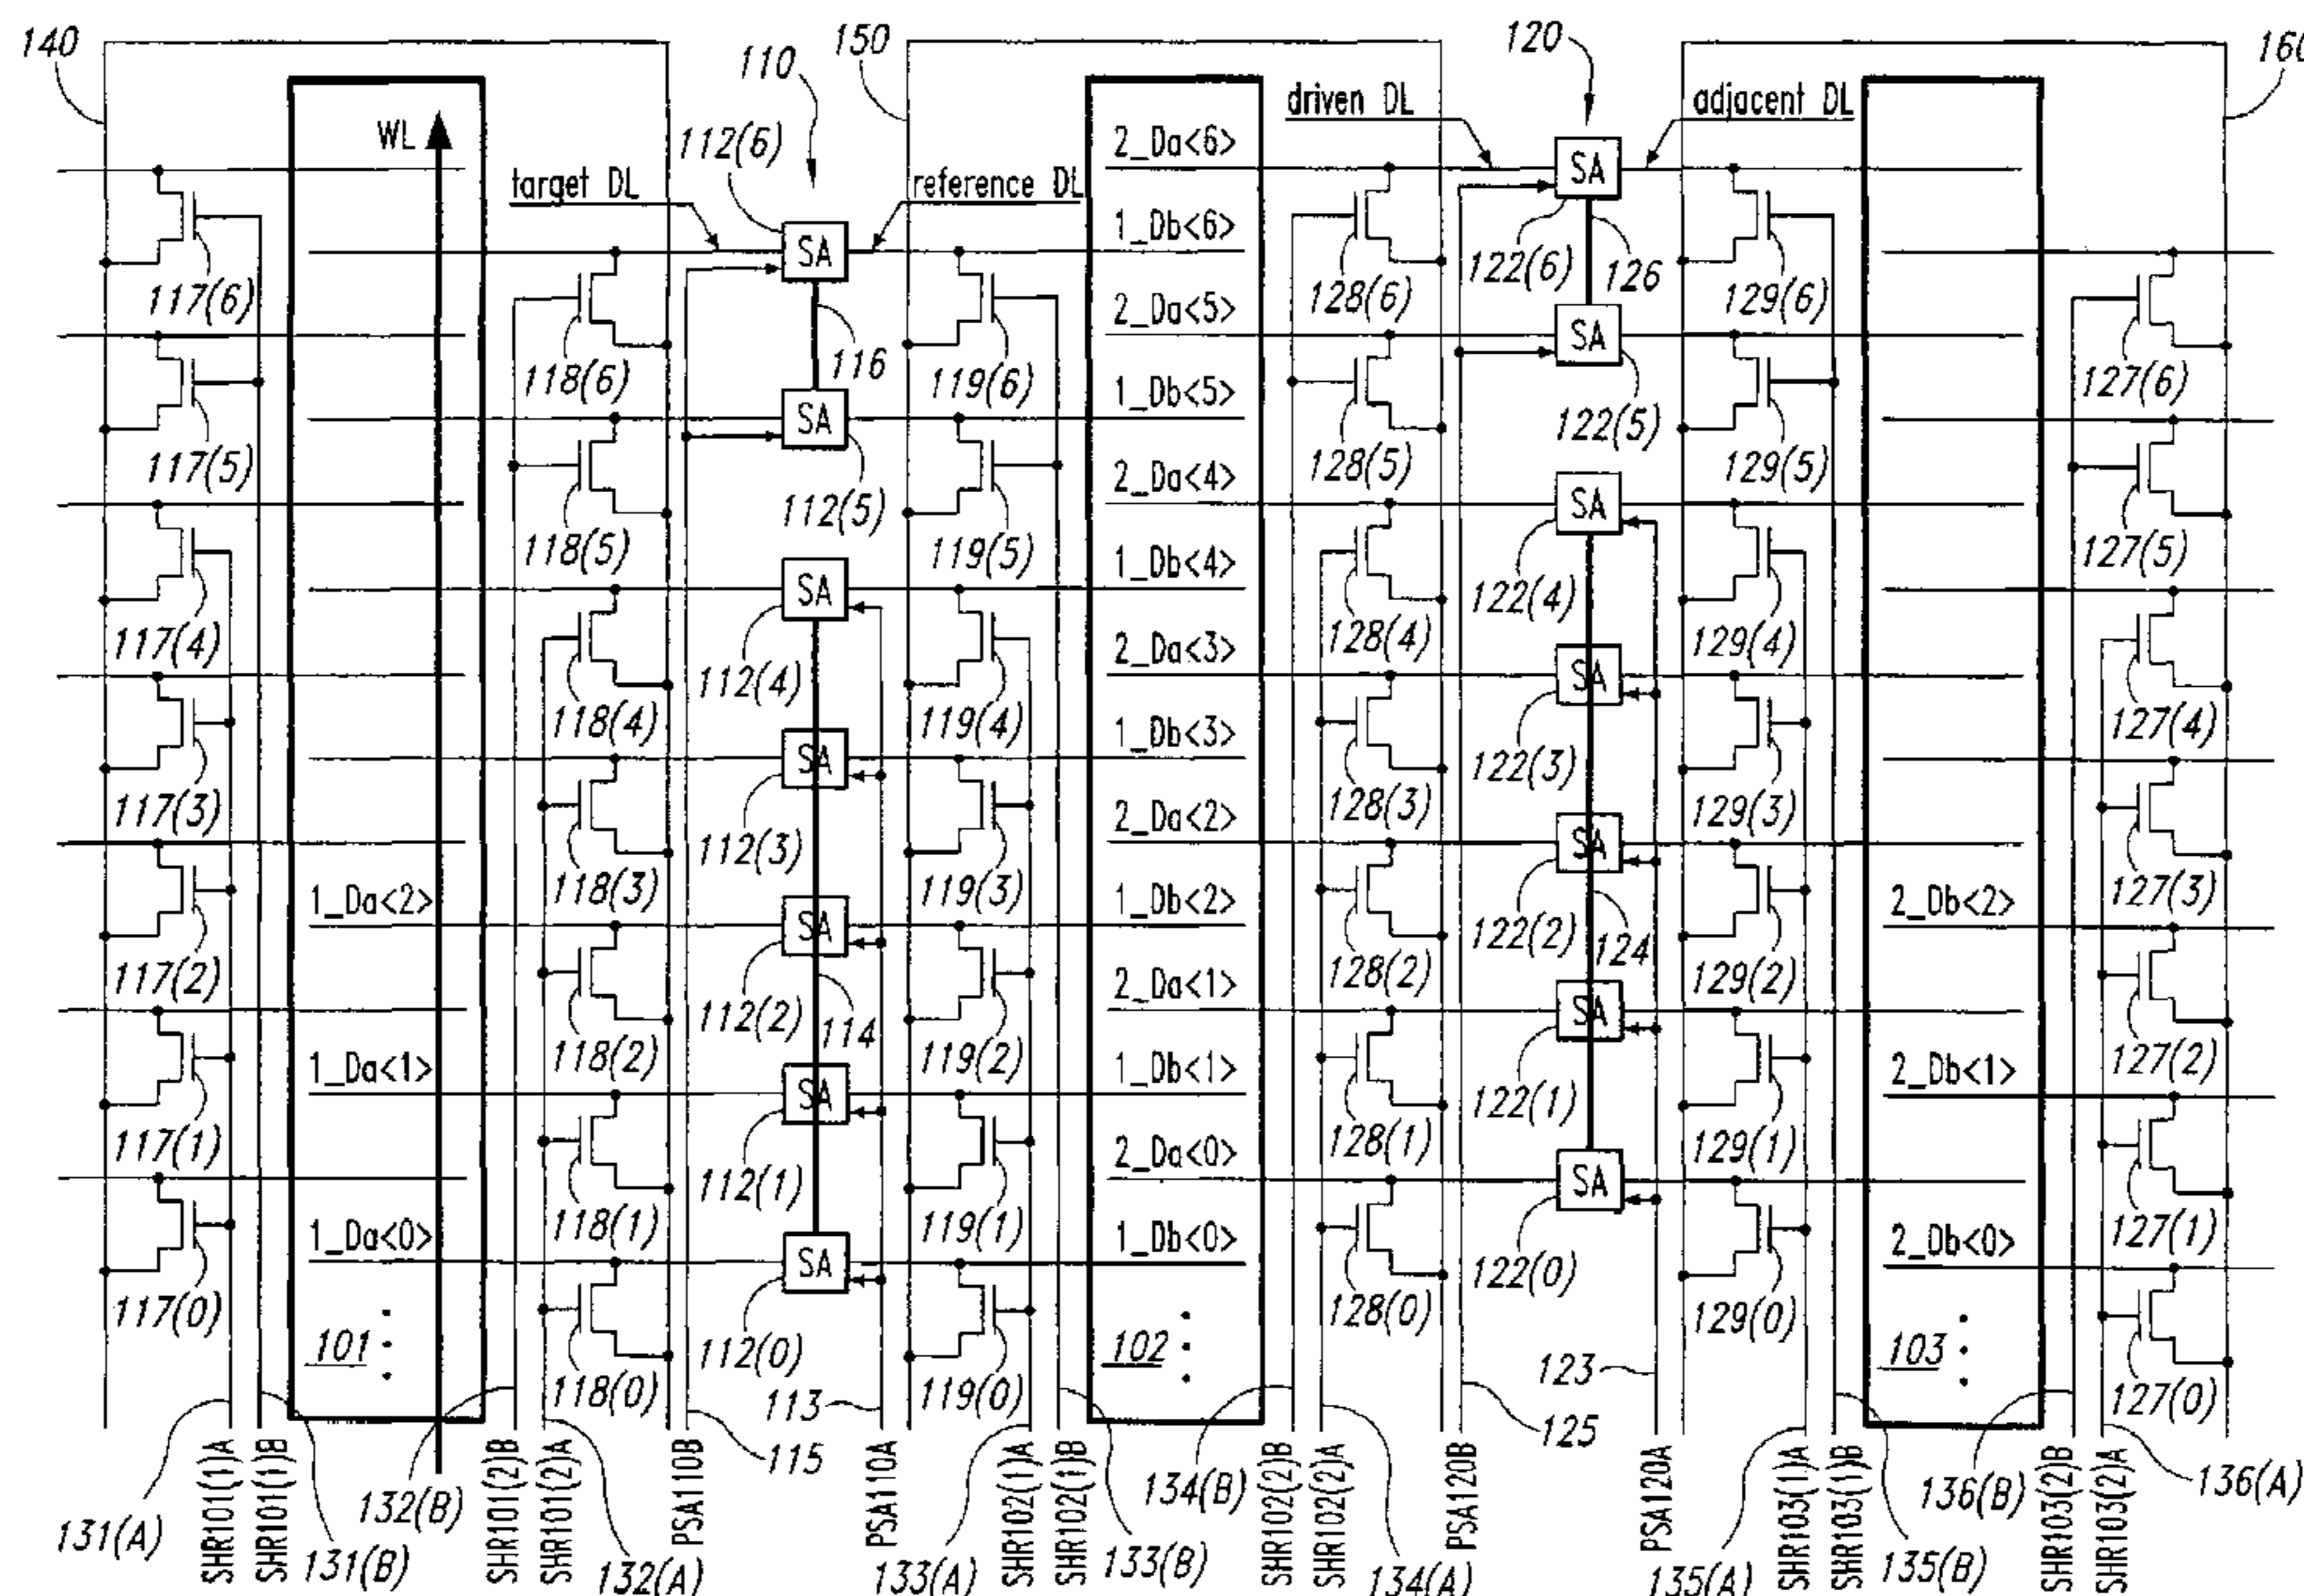 140
110
150
120
160
WL
target DL
112(6)
reference DL
driven DL
adjacent DL
2_Da<6>
SA
SA
1_Db<6>
117(6)
118(6)
116
119(6)
2_Da<5>
128(6)
122(6)
126
129(6)
127(6)
SA
SA
1_Db<5>
117(5)
118(5)
112(5)
119(5)
2_Da<4>
128(5)
122(5)
129(5)
127(5)
SA
SA
1_Db<4>
117(4)
118(4)
112(4)
119(4)
2_Da<3>
128(4)
122(4)
129(4)
127(4)
SA
SA
1_Db<3>
117(3)
118(3)
112(3)
119(3)
2_Da<2>
128(3)
122(3)
129(3)
127(3)
SA
1_Da<2>
SA
1_Db<2>
2_Db<2>
117(2)
118(2)
112(2)
114
119(2)
2_Da<1>
128(2)
122(2)
124
129(2)
127(2)
SA
1_Da<1>
SA
1_Db<1>
2_Db<1>
117(1)
118(1)
112(1)
119(1)
2_Da<0>
128(1)
122(1)
129(1)
127(1)
SA
1_Da<0>
SA
1_Db<0>
2_Db<0>
117(0)
118(0)
112(0)
119(0)
128(0)
122(0)
129(0)
127(0)
101
102
103
113
123
115
125
131(A)
SHR101(1)A
SHR101(1)B
131(B)
132(B)
SHR101(2)B
SHR101(2)A
132(A)
PSA110B
PSA110A
133(A)
SHR102(1)A
SHR102(1)B
133(B)
134(B)
SHR102(2)B
SHR102(2)A
134(A)
PSA120B
PSA120A
135(A)
SHR103(1)A
SHR103(1)B
135(B)
136(B)
SHR103(2)B
SHR103(2)A
136(A)